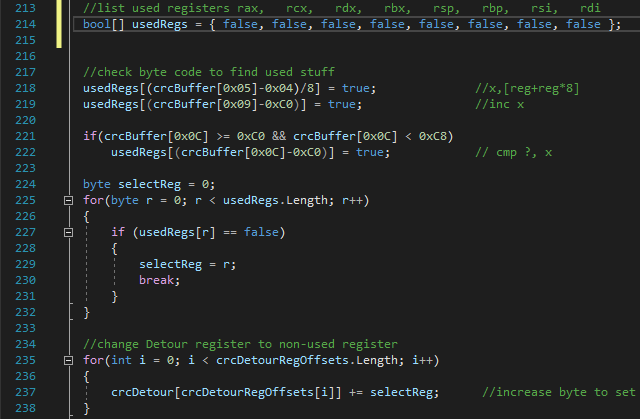 213 //list used registers rax, rcx, rdx, rbx, rsp, rbp, rsi, rdi
214 bool[] usedRegs = { false, false, false, false, false, false, false, false };
215
216
217 //check byte code to find used stuff
218 usedRegs[(crcBuffer[0x05]-0x04)/8] = true; //x,[reg+reg*8]
219 usedRegs[(crcBuffer[0x09]-0xC0)] = true; //inc x
220
221 if(crcBuffer[0x0C] >= 0xC0 && crcBuffer[0x0C] < 0xC8)
222 usedRegs[(crcBuffer[0x0C]-0xC0)] = true; // cmp ?, x
223
224 byte selectReg = 0;
225 for(byte r = 0; r < usedRegs.Length; r++)
226 {
227 if (usedRegs[r] == false)
228 {
229 selectReg = r;
230 break;
231 }
232 }
233
234 //change Detour register to non-used register
235 for(int i = 0; i < crcDetourRegOffsets.Length; i++)
236 {
237 crcDetour[crcDetourRegOffsets[i]] += selectReg; //increase byte to set
238 }